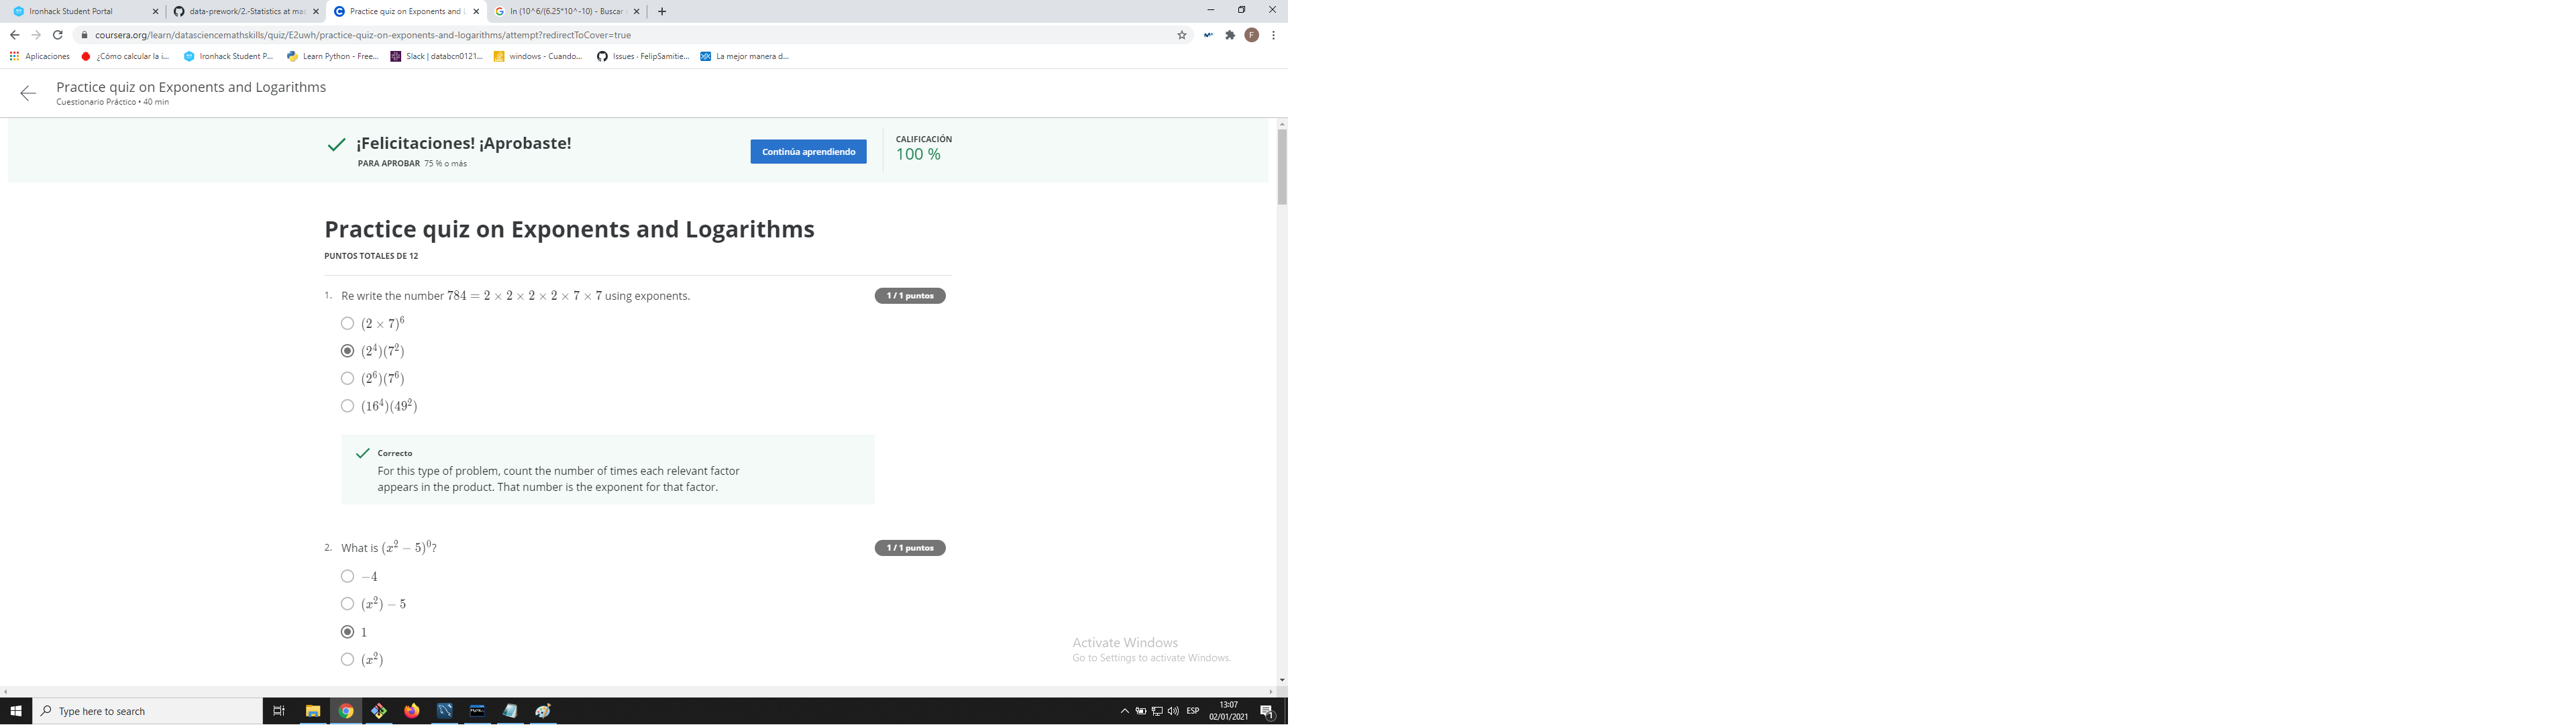 Ironhack Student Portal
data-prework/2.-Statistics at mas
Practice quiz on Exponents and L
ln (10^6/(6.25*10^-10) - Buscar
coursera.org/learn/datasciencemathskills/quiz/E2uwh/practice-quiz-on-exponents-and-logarithms/attempt?redirectToCover=true
F
Aplicaciones
¿Cómo calcular la i...
Ironhack Student P...
Learn Python - Free...
Slack | databcn0121...
windows - Cuando...
Issues · FelipSamitie...
La mejor manera d...
Practice quiz on Exponents and Logarithms
Cuestionario Práctico • 40 min
¡Felicitaciones! ¡Aprobaste!
PARA APROBAR 75 % o más
Continúa aprendiendo
CALIFICACIÓN
100 %
Practice quiz on Exponents and Logarithms
PUNTOS TOTALES DE 12
1. Re write the number 784 = 2 × 2 × 2 × 2 × 7 × 7 using exponents.
1 / 1 puntos
(2 × 7)^6
(2^4)(7^2)
(2^6)(7^6)
(16^4)(49^2)
Correcto
For this type of problem, count the number of times each relevant factor
appears in the product. That number is the exponent for that factor.
2. What is (x^2 − 5)^0?
1 / 1 puntos
−4
(x^2) − 5
1
(x^2)
Activate Windows
Go to Settings to activate Windows.
Type here to search
ESP
13:07
02/01/2021
1